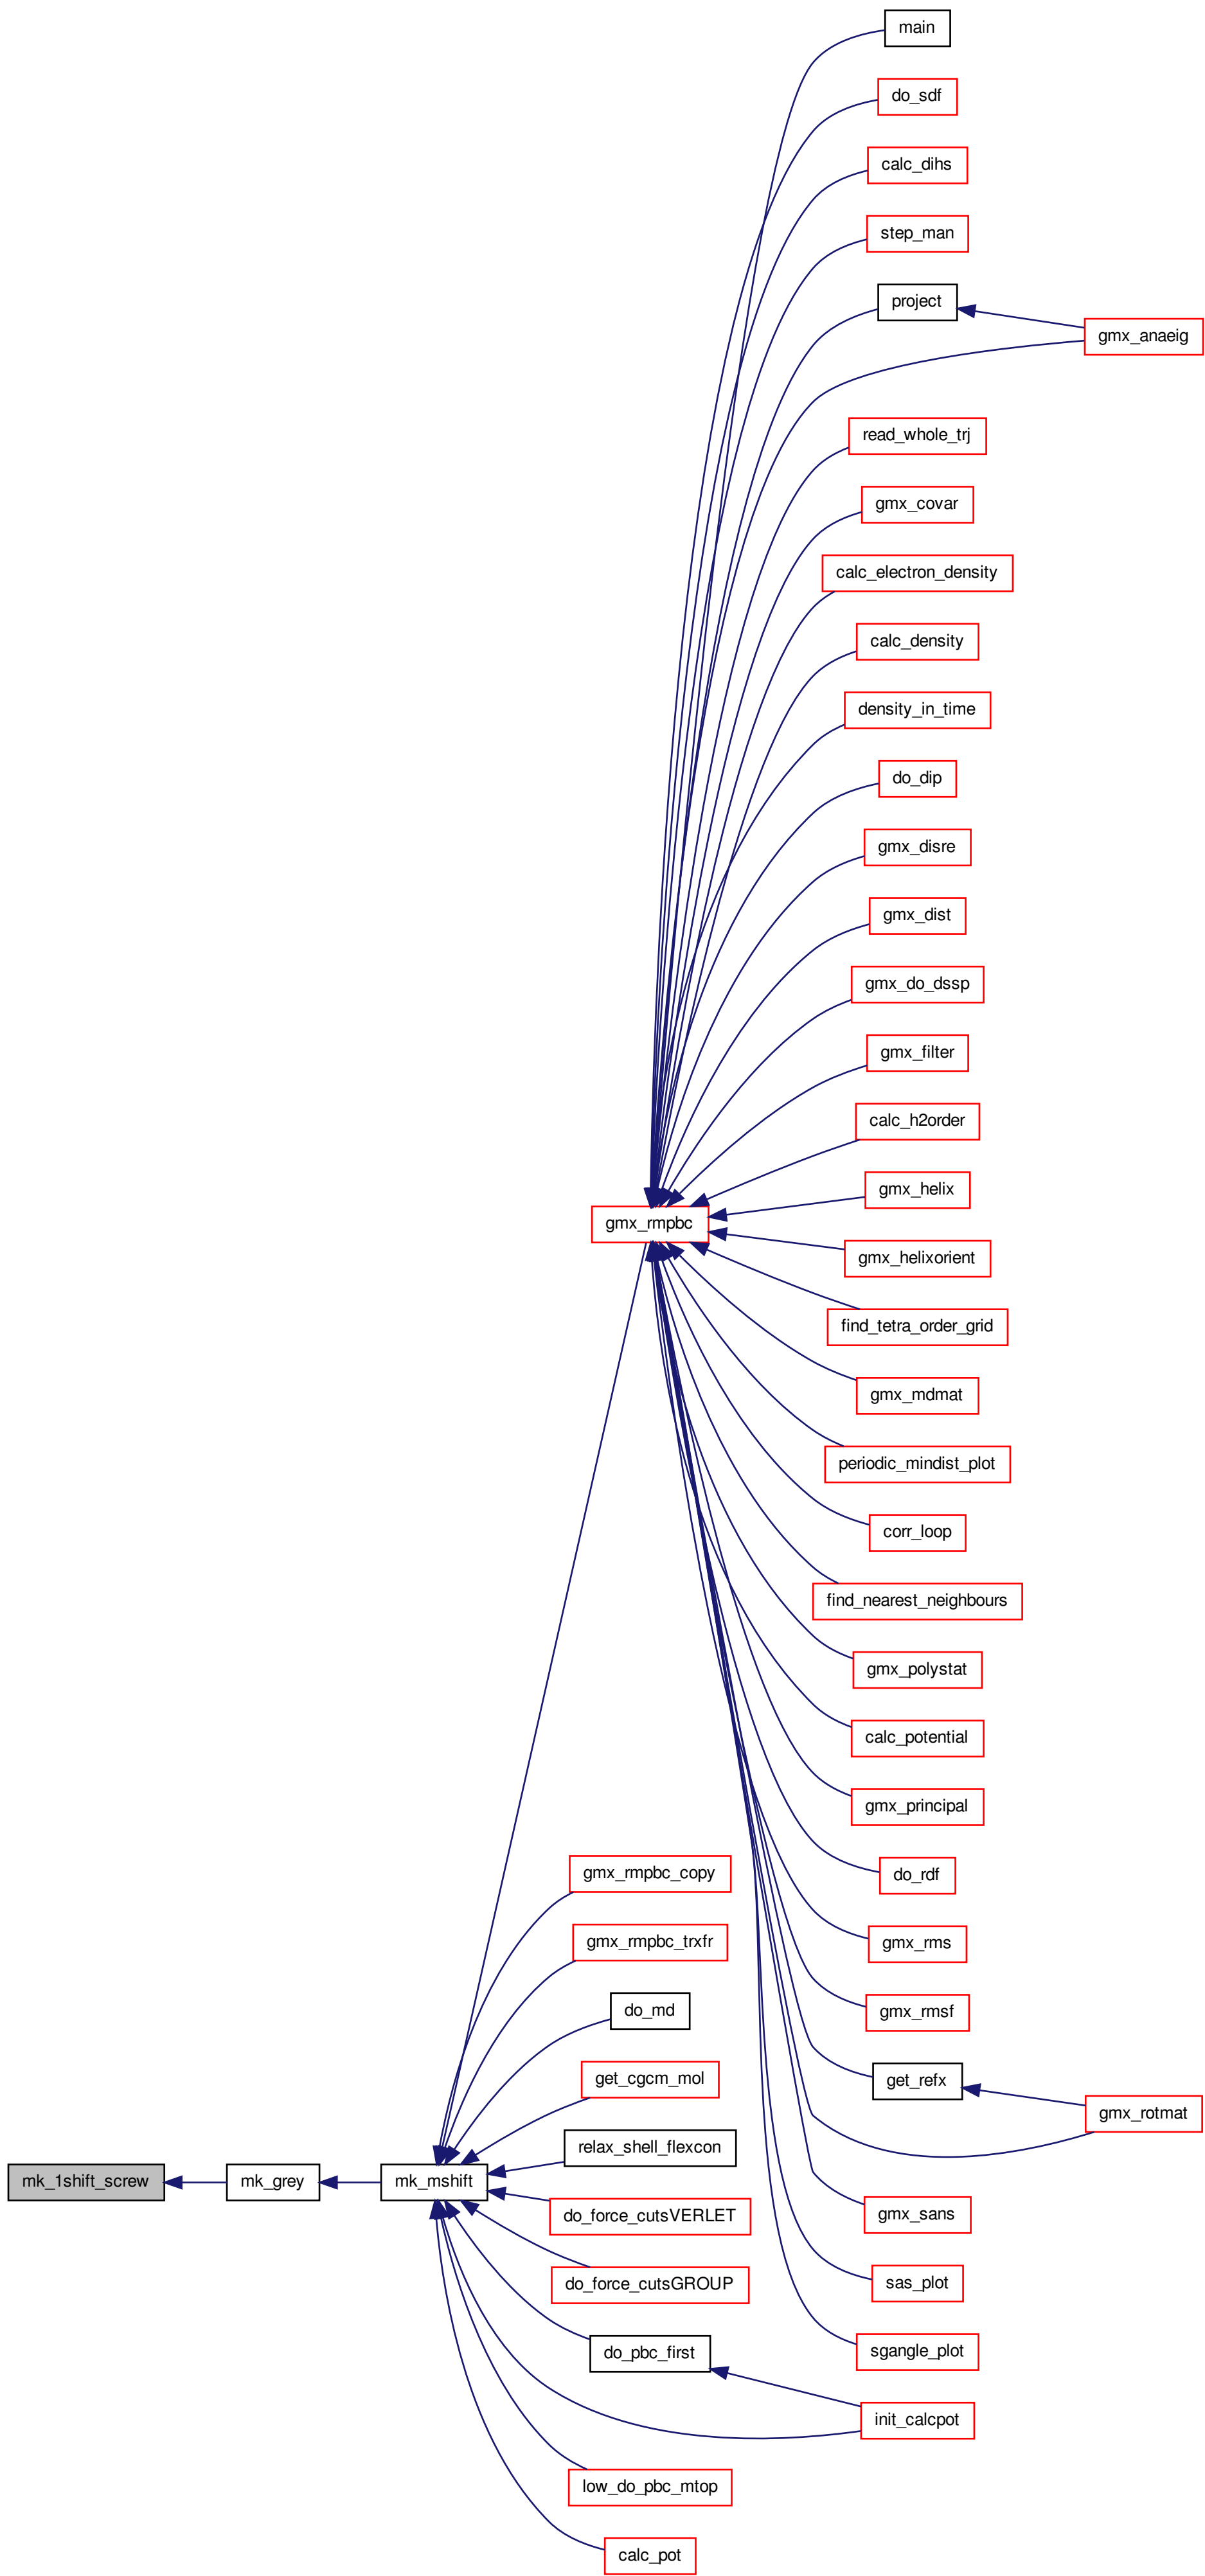 main
do_sdf
calc_dihs
step_man
project
gmx_anaeig
read_whole_trj
gmx_covar
calc_electron_density
calc_density
density_in_time
do_dip
gmx_disre
gmx_dist
gmx_do_dssp
gmx_filter
calc_h2order
gmx_helix
gmx_rmpbc
gmx_helixorient
find_tetra_order_grid
gmx_mdmat
periodic_mindist_plot
corr_loop
find_nearest_neighbours
gmx_polystat
calc_potential
gmx_principal
gmx_rmpbc_copy
do_rdf
gmx_rmpbc_trxfr
gmx_rms
do_md
gmx_rmsf
get_cgcm_mol
get_refx
gmx_rotmat
relax_shell_flexcon
mk_1shift_screw
mk_grey
mk_mshift
do_force_cutsVERLET
gmx_sans
do_force_cutsGROUP
sas_plot
do_pbc_first
sgangle_plot
init_calcpot
low_do_pbc_mtop
calc_pot